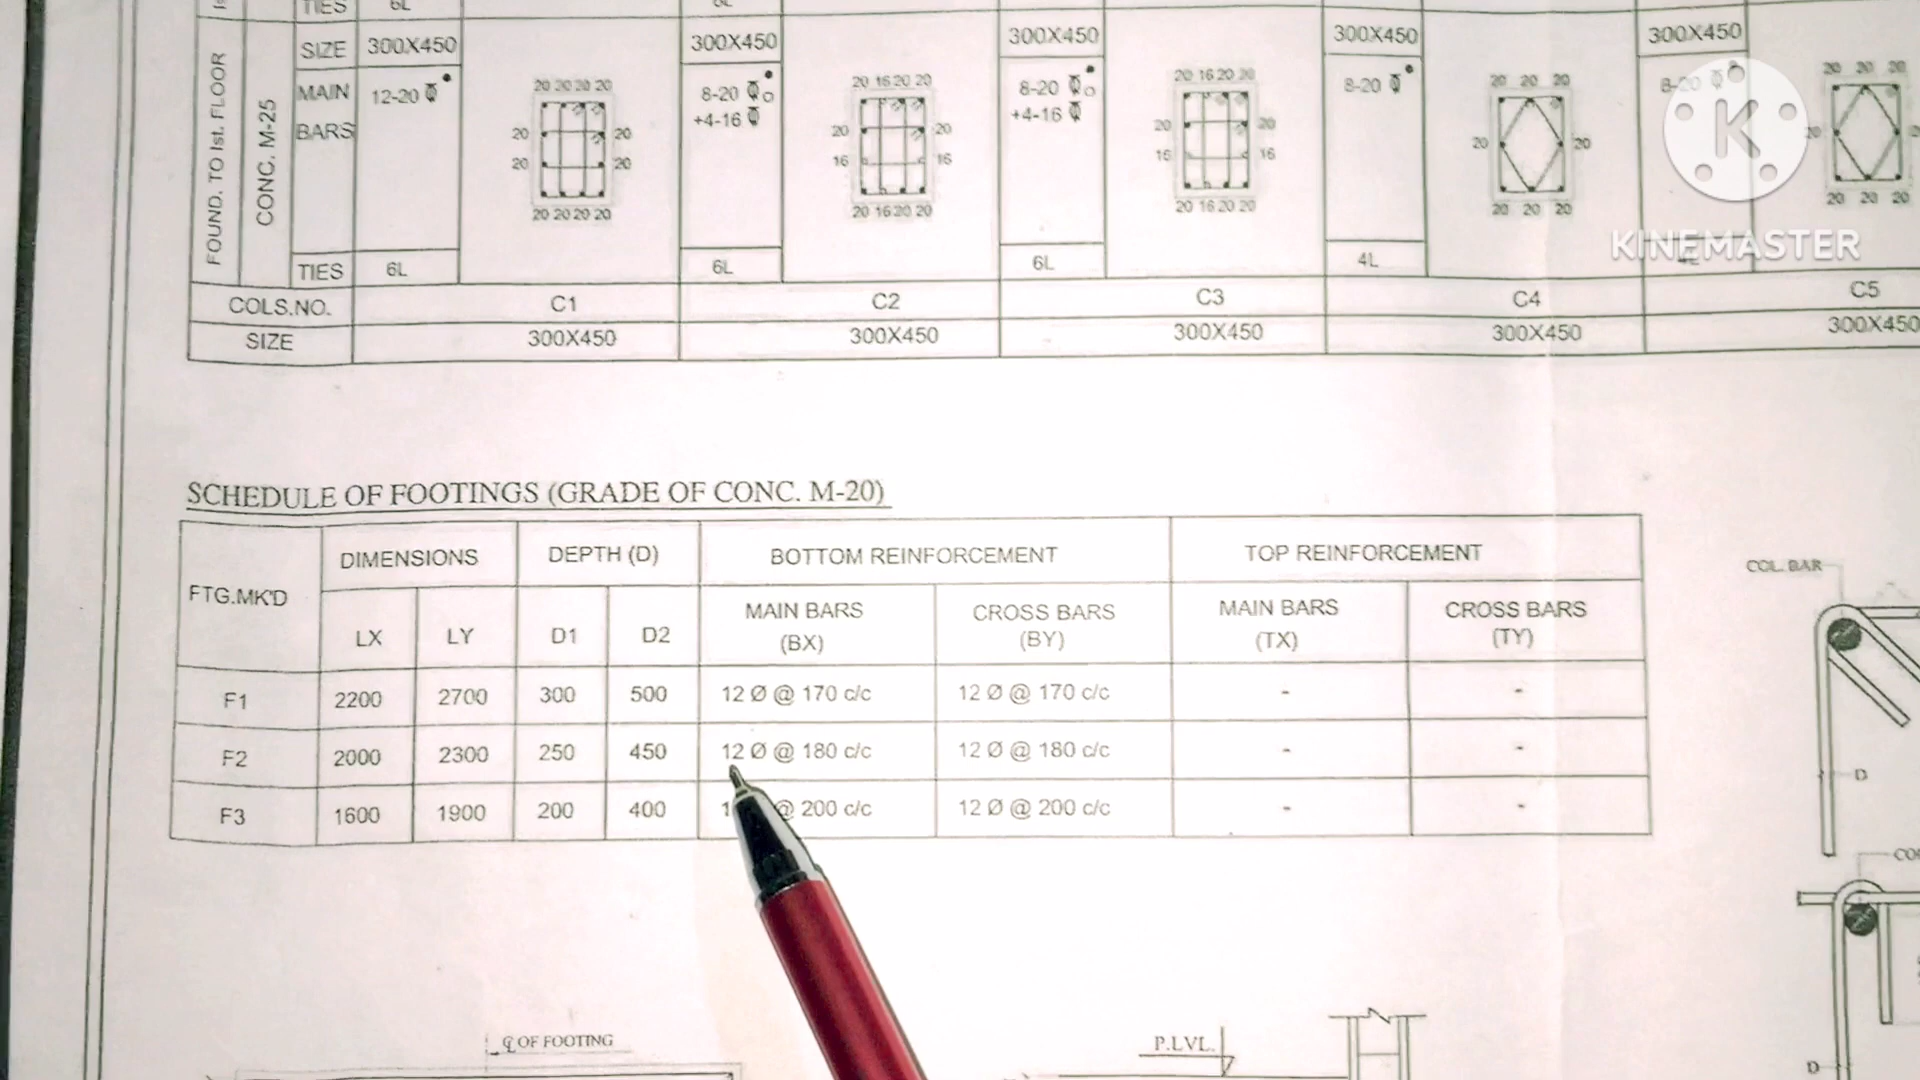 TIES 6L
FOUND. TO Ist. FLOOR
CONC. M-25
SIZE 300X450 300X450 300X450 300X450 300X450
MAIN BARS
12-20
8-20
+4-16
8-20
+4-16
8-20
8-20
20 20 20 20
20 20
20 20
20 20 20 20
20 16 20 20
20 20
16 16
20 16 20 20
20 16 20 20
20 20
16 16
20 16 20 20
20 20 20
20 20
20 20 20
20 20 20
20
20 20 20
KINEMASTER
TIES 6L 6L 6L 4L 4L
COLS.NO. C1 C2 C3 C4 C5
SIZE 300X450 300X450 300X450 300X450 300X450
SCHEDULE OF FOOTINGS (GRADE OF CONC. M-20)
FTG.MK'D DIMENSIONS DEPTH (D) BOTTOM REINFORCEMENT TOP REINFORCEMENT
LX LY D1 D2 MAIN BARS (BX) CROSS BARS (BY) MAIN BARS (TX) CROSS BARS (TY)
F1 2200 2700 300 500 12 Ø @ 170 c/c 12 Ø @ 170 c/c - -
F2 2000 2300 250 450 12 Ø @ 180 c/c 12 Ø @ 180 c/c - -
F3 1600 1900 200 400 @ 200 c/c 12 Ø @ 200 c/c - -
COL. BAR
D
D
℄ OF FOOTING
P.LVL.